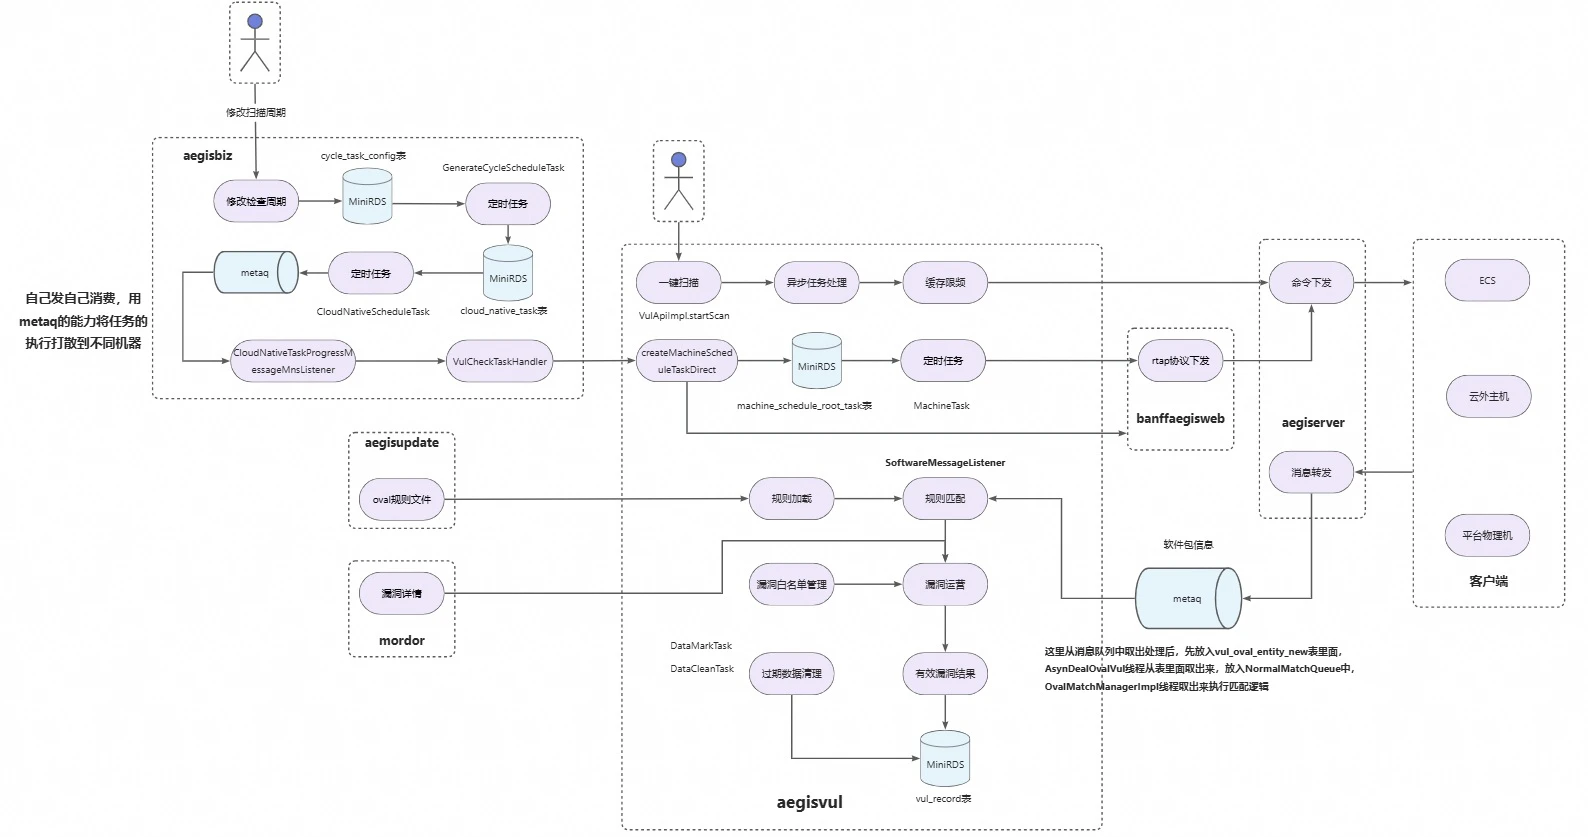 修改扫描周期
aegisbiz
cycle_task_config表
GenerateCycleScheduleTask
修改检查周期
MiniRDS
定时任务
metaq
定时任务
MiniRDS
CloudNativeScheduleTask
cloud_native_task表
自己发自己消费，用
metaq的能力将任务的
执行打散到不同机器
CloudNativeTaskProgressM
essageMnsListener
VulCheckTaskHandler
一键扫描
异步任务处理
缓存限频
VulApiImpl.startScan
createMachineSched
uleTaskDirect
MiniRDS
定时任务
machine_schedule_root_task表
MachineTask
rtap协议下发
banffaegisweb
命令下发
aegiserver
消息转发
ECS
云外主机
平台物理机
客户端
aegisupdate
oval规则文件
SoftwareMessageListener
规则加载
规则匹配
漏洞详情
mordor
漏洞白名单管理
漏洞运营
软件包信息
metaq
这里从消息队列中取出处理后，先放入vul_oval_entity_new表里面，
AsynDealOvalVul线程从表里面取出来，放入NormalMatchQueue中，
OvalMatchManagerImpl线程取出来执行匹配逻辑
DataMarkTask
DataCleanTask
过期数据清理
有效漏洞结果
MiniRDS
vul_record表
aegisvul